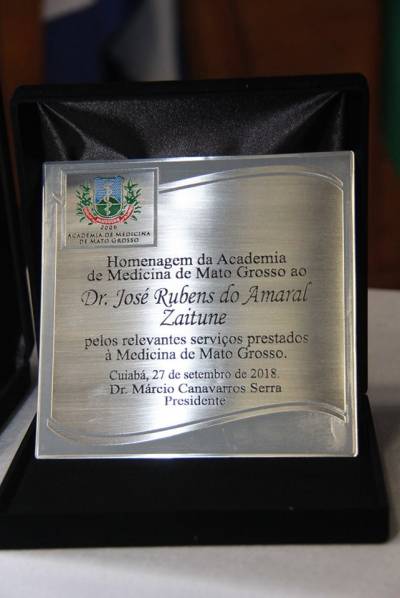 2006
ACADEMIA DE MEDICINA
DE MATO GROSSO
Homenagem da Academia
de Medicina de Mato Grosso ao
Dr. José Rubens do Amaral
Zaitune
pelos relevantes serviços prestados
à Medicina de Mato Grosso.
Cuiabá, 27 de setembro de 2018.
Dr. Márcio Canavarros Serra
Presidente